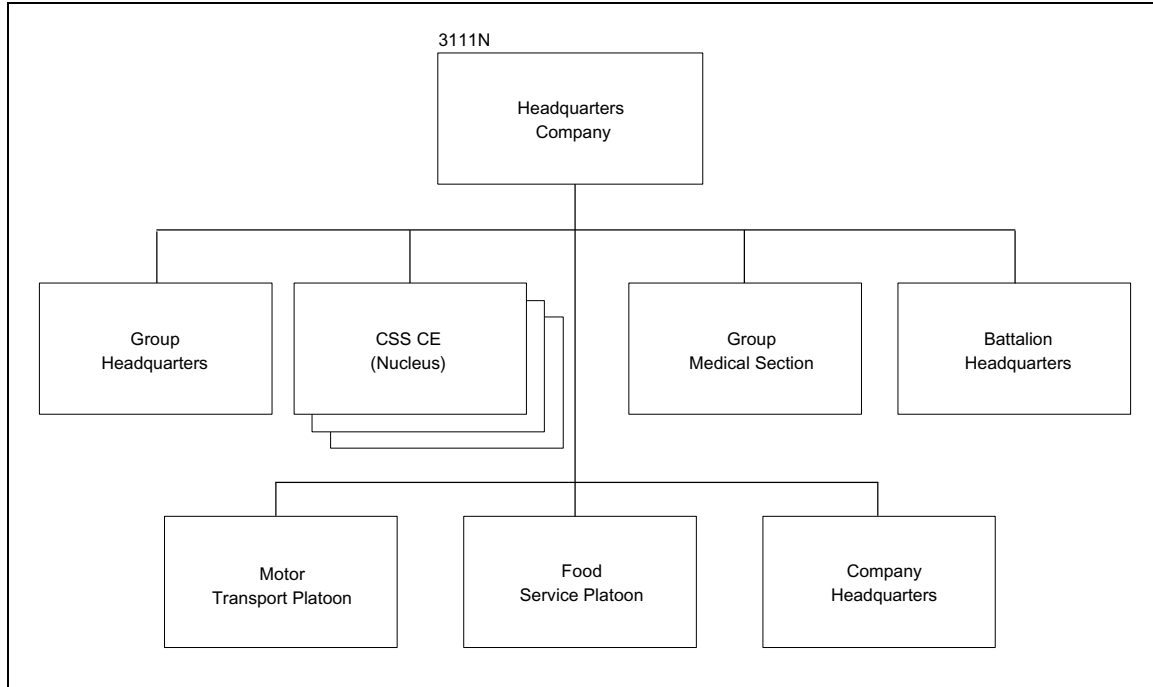 3111N
Headquarters
Company
Group
Headquarters
CSS CE
(Nucleus)
Group
Medical Section
Battalion
Headquarters
Motor
Transport Platoon
Food
Service Platoon
Company
Headquarters